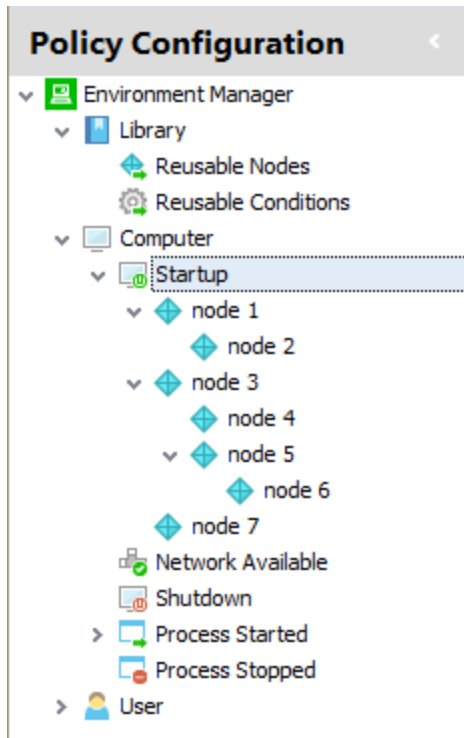 Policy Configuration
Environment Manager
Library
Reusable Nodes
Reusable Conditions
Computer
Startup
node 1
node 2
node 3
node 4
node 5
node 6
node 7
Network Available
Shutdown
Process Started
Process Stopped
User